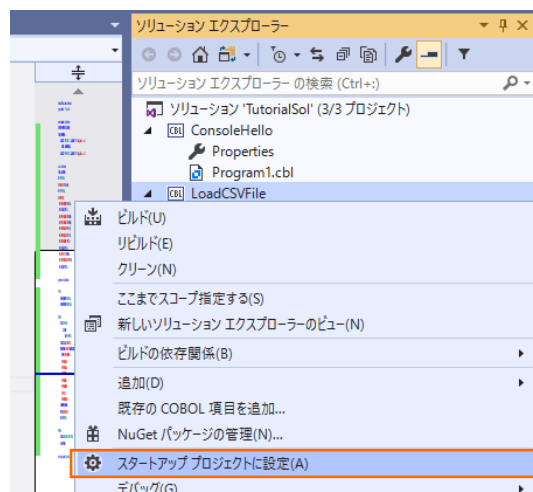 ソリューション エクスプローラー
ソリューション エクスプローラー の検索 (Ctrl+:)
ソリューション 'TutorialSol' (3/3 プロジェクト)
CBL ConsoleHello
Properties
Program1.cbl
CBL LoadCSVFile
ビルド(U)
リビルド(E)
クリーン(N)
ここまでスコープ指定する(S)
新しいソリューション エクスプローラーのビュー(N)
ビルドの依存関係(B)
追加(D)
既存の COBOL 項目を追加...
NuGet パッケージの管理(N)...
スタートアップ プロジェクトに設定(A)
デバッグ(G)